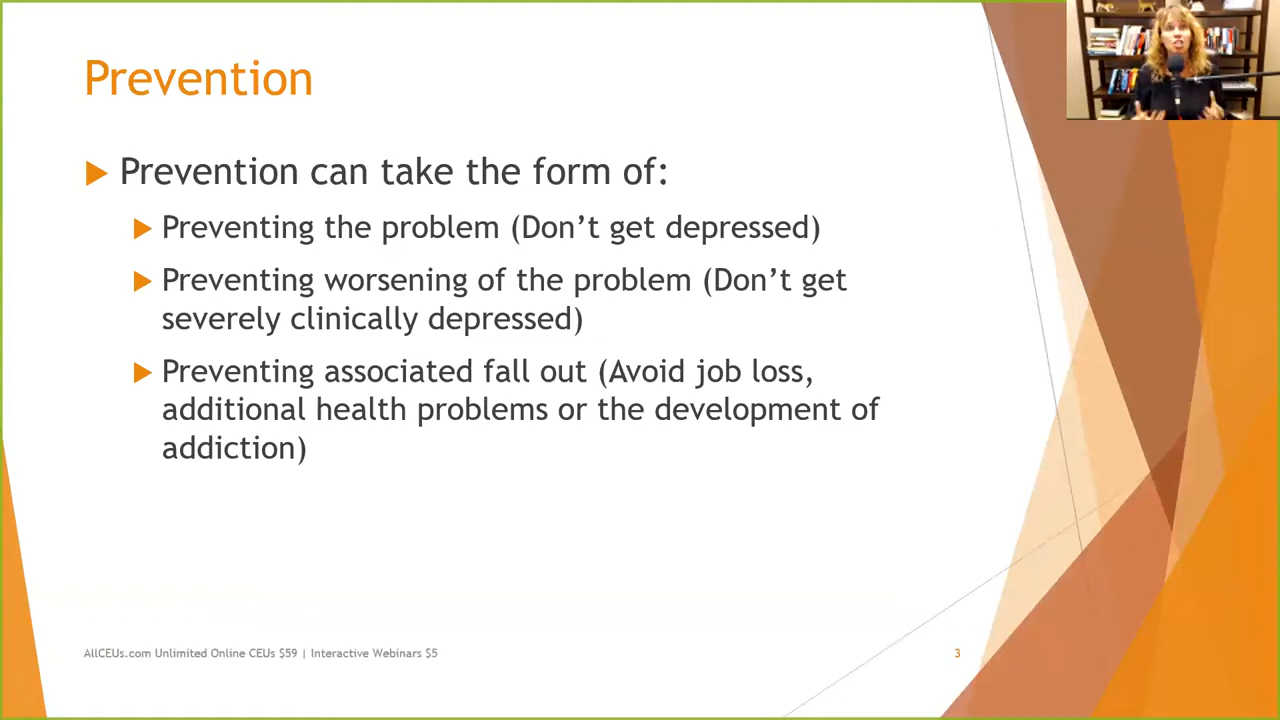 Prevention
Prevention can take the form of:
Preventing the problem (Don’t get depressed)
Preventing worsening of the problem (Don’t get
severely clinically depressed)
Preventing associated fall out (Avoid job loss,
additional health problems or the development of
addiction)
AllCEUs.com Unlimited Online CEUs $59 | Interactive Webinars $5
3